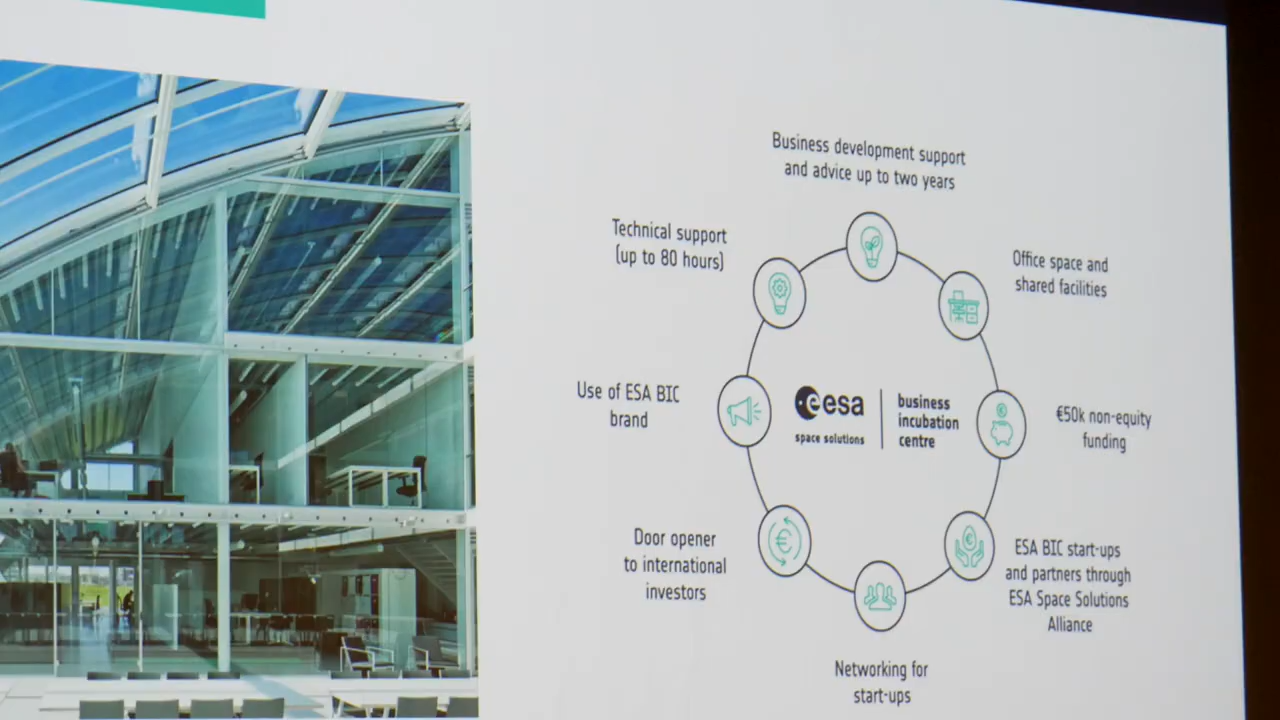 Business development support
and advice up to two years
Technical support
(up to 80 hours)
Office space and
shared facilities
Use of ESA BIC
brand
esa
space solutions
business
incubation
centre
€50k non-equity
funding
Door opener
to international
investors
ESA BIC start-ups
and partners through
ESA Space Solutions
Alliance
Networking for
start-ups